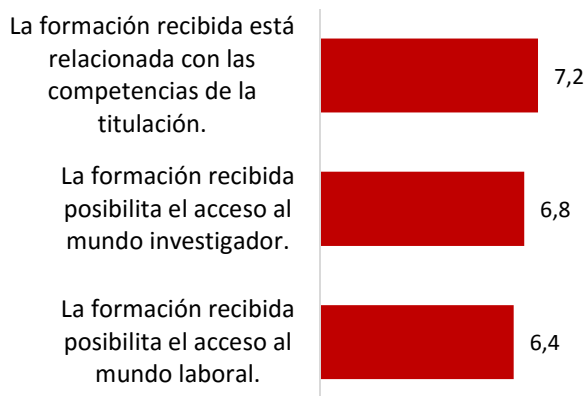 La formación recibida está
relacionada con las
competencias de la
titulación.
7,2
La formación recibida
posibilita el acceso al
mundo investigador.
6,8
La formación recibida
posibilita el acceso al
mundo laboral.
6,4